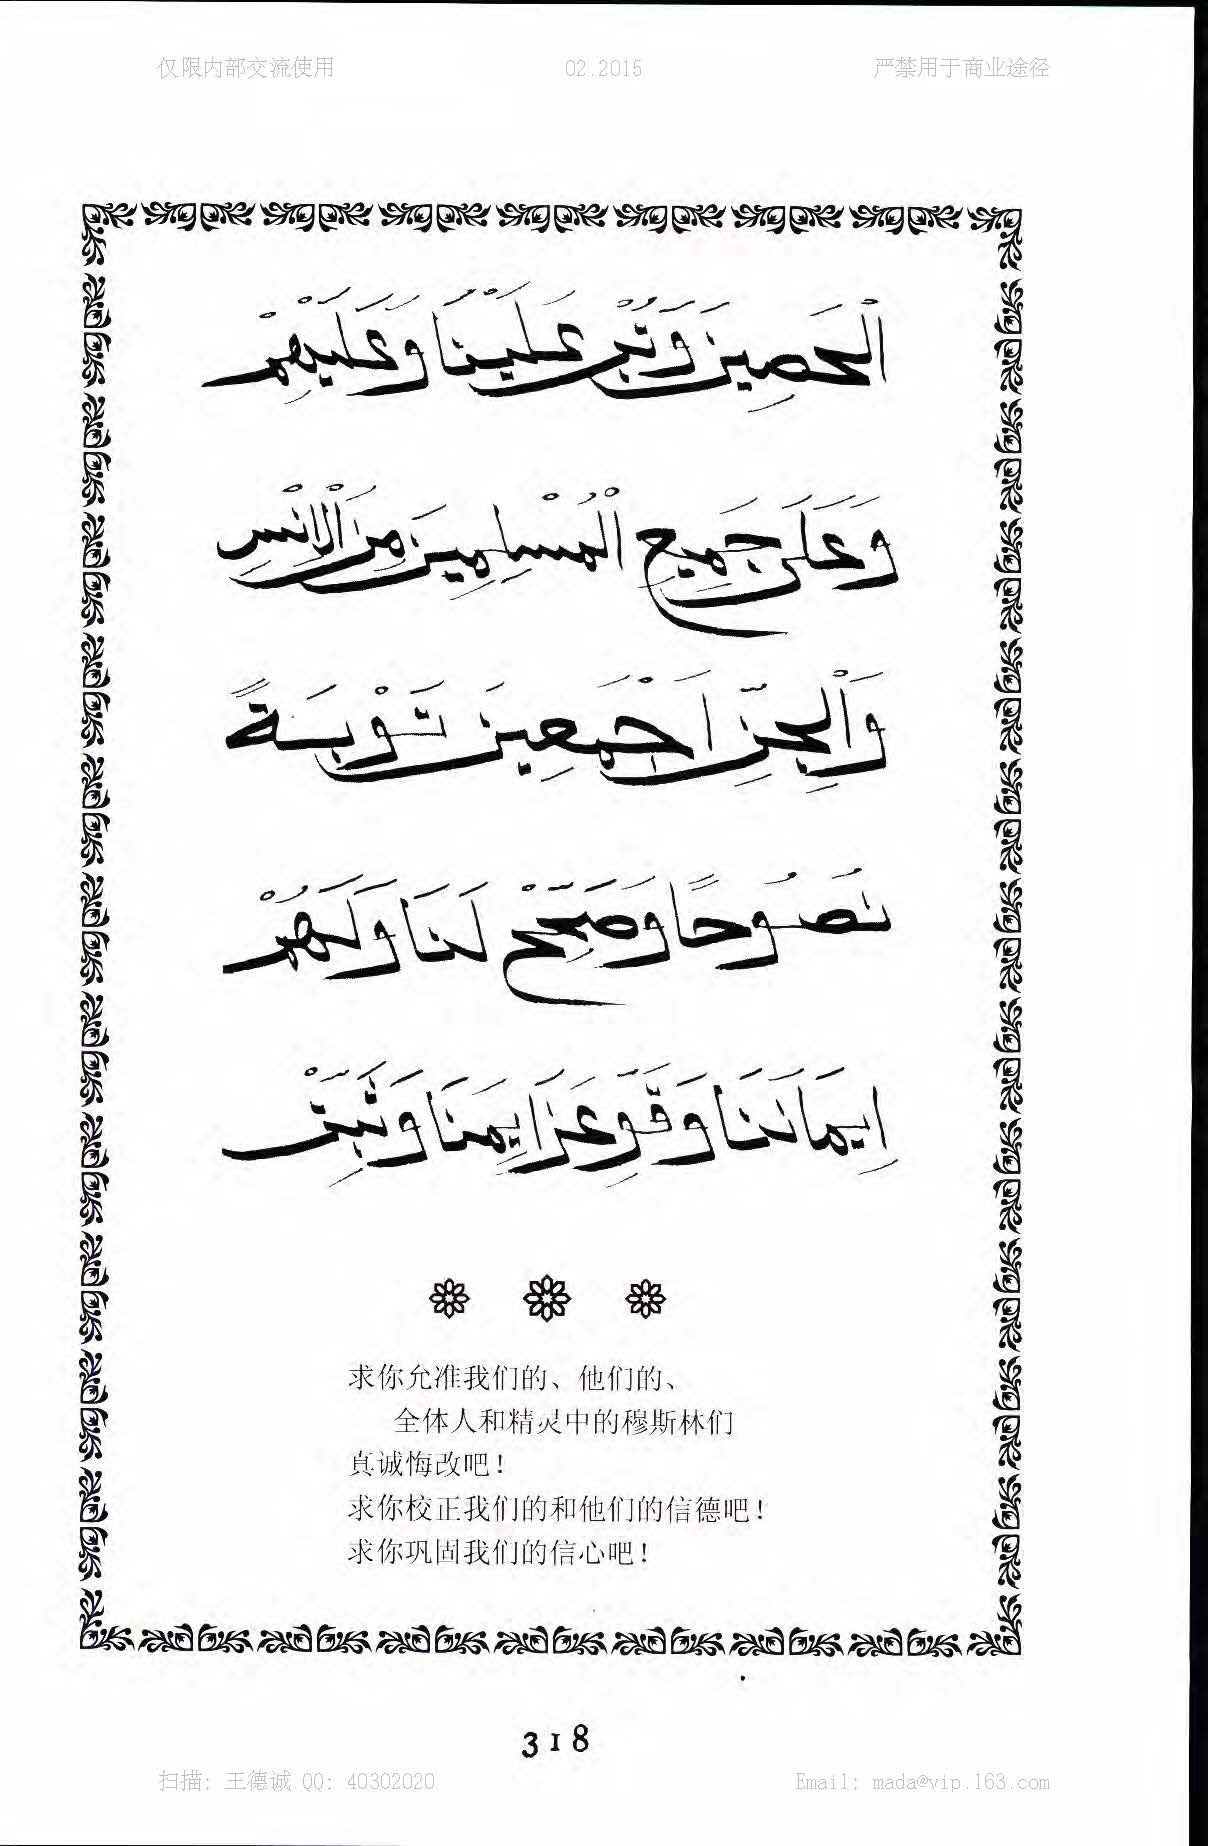 仅限内部交流使用 02.2015 严禁用于商业途径
الْحَصِينَ وَتُبْ عَلَيْنَا وَعَلَيْهِمْ
وَعَلَى جَمِيعِ الْمُسْلِمِينَ مِنَ الْاِنْسِ
وَالْجِنِّ اَجْمَعِينَ تَوْبَةً
نَصُوحًا وَصَحِّحْ لَنَا وَلَهُمْ
اِيمَانَنَا وَقَوِّ عَنَا اِيمَنَا وَثَبِّتْ
求你允准我们的、他们的、
全体人和精灵中的穆斯林们
真诚悔改吧！
求你校正我们的和他们的信德吧！
求你巩固我们的信心吧！
318
扫描: 王德诚 QQ: 40302020 Email: mada@vip.163.com